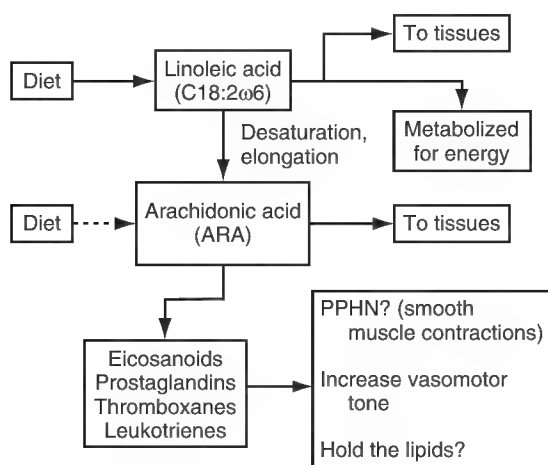 To tissues
Diet
Linoleic acid
(C18:2ω6)
Desaturation,
elongation
Metabolized
for energy
Diet
Arachidonic acid
(ARA)
To tissues
Eicosanoids
Prostaglandins
Thromboxanes
Leukotrienes
PPHN? (smooth
muscle contractions)
Increase vasomotor
tone
Hold the lipids?